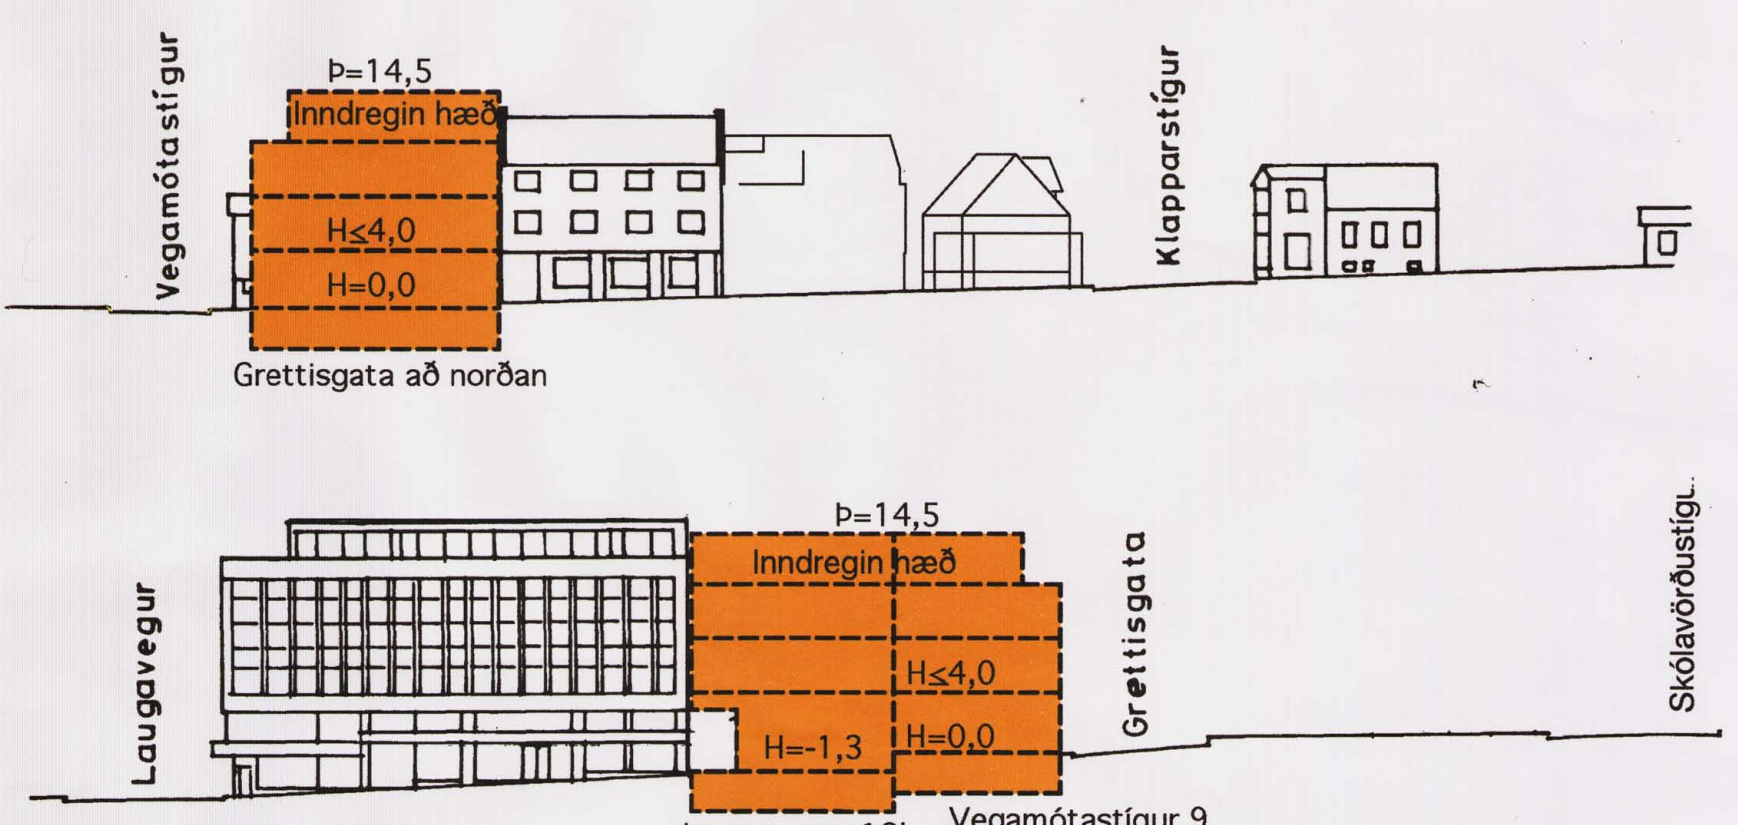 Vegamótastígur
Þ=14,5
Inndregin hæð
H≤4,0
H=0,0
Klapparstígur
Grettisgata að norðan
Laugavegur
Þ=14,5
Inndregin hæð
H≤4,0
H=-1,3
H=0,0
Grettisgata
Skólavörðustígu
Vegamótastígur 9